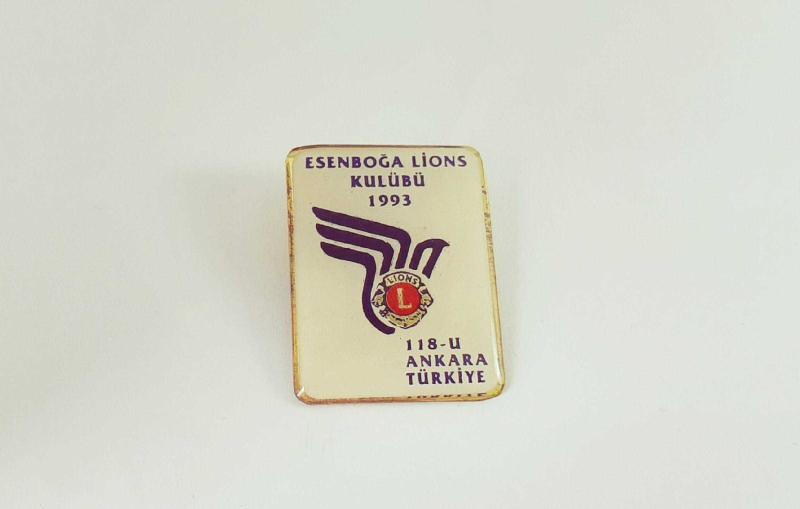 ESENBOĞA LİONS
KULÜBÜ
1993
LIONS
L
118-U
ANKARA
TÜRKİYE